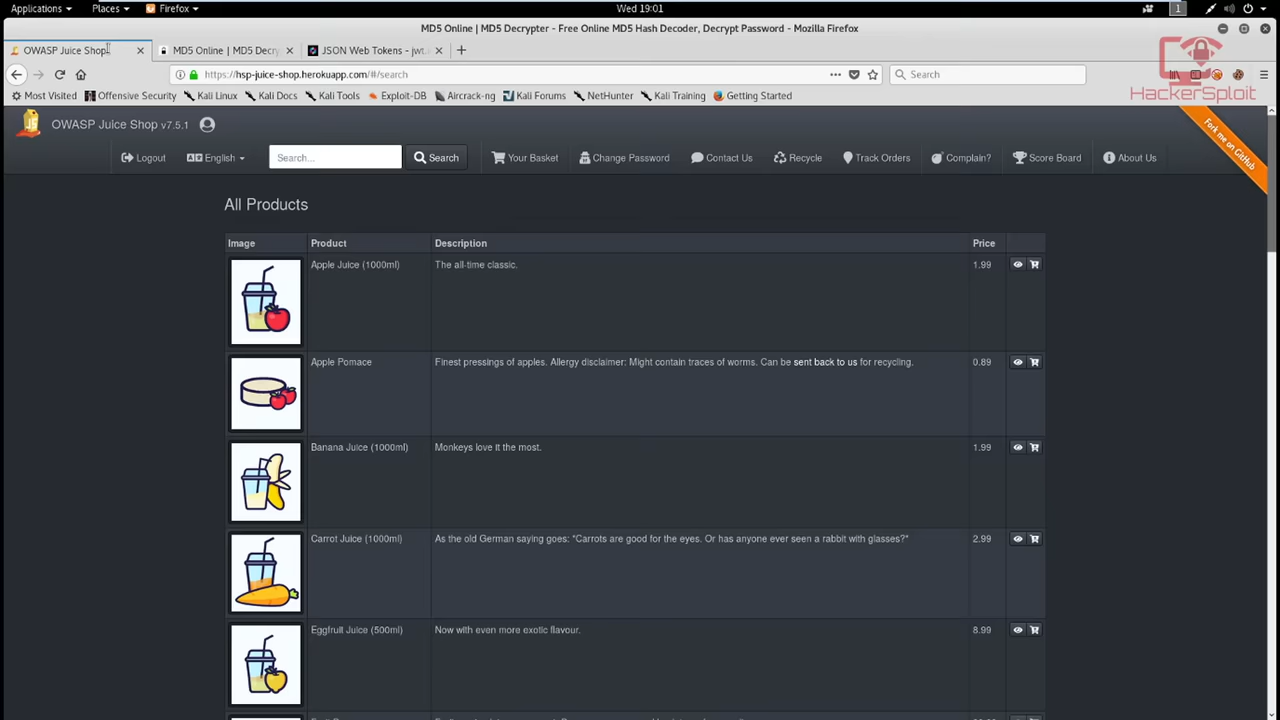 Applications Places Firefox Wed 19:01 1
MD5 Online | MD5 Decrypter - Free Online MD5 Hash Decoder, Decrypt Password - Mozilla Firefox
OWASP Juice Shop MD5 Online | MD5 Decry JSON Web Tokens - jwt.
https://hsp-juice-shop.herokuapp.com/#/search Search
HackerSploit
Most Visited Offensive Security Kali Linux Kali Docs Kali Tools Exploit-DB Aircrack-ng Kali Forums NetHunter Kali Training Getting Started
OWASP Juice Shop v7.5.1
Fork me on GitHub
Logout English Search... Search Your Basket Change Password Contact Us Recycle Track Orders Complain? Score Board About Us
All Products
Image Product Description Price
Apple Juice (1000ml) The all-time classic. 1.99
Apple Pomace Finest pressings of apples. Allergy disclaimer: Might contain traces of worms. Can be sent back to us for recycling. 0.89
Banana Juice (1000ml) Monkeys love it the most. 1.99
Carrot Juice (1000ml) As the old German saying goes: "Carrots are good for the eyes. Or has anyone ever seen a rabbit with glasses?" 2.99
Eggfruit Juice (500ml) Now with even more exotic flavour. 8.99